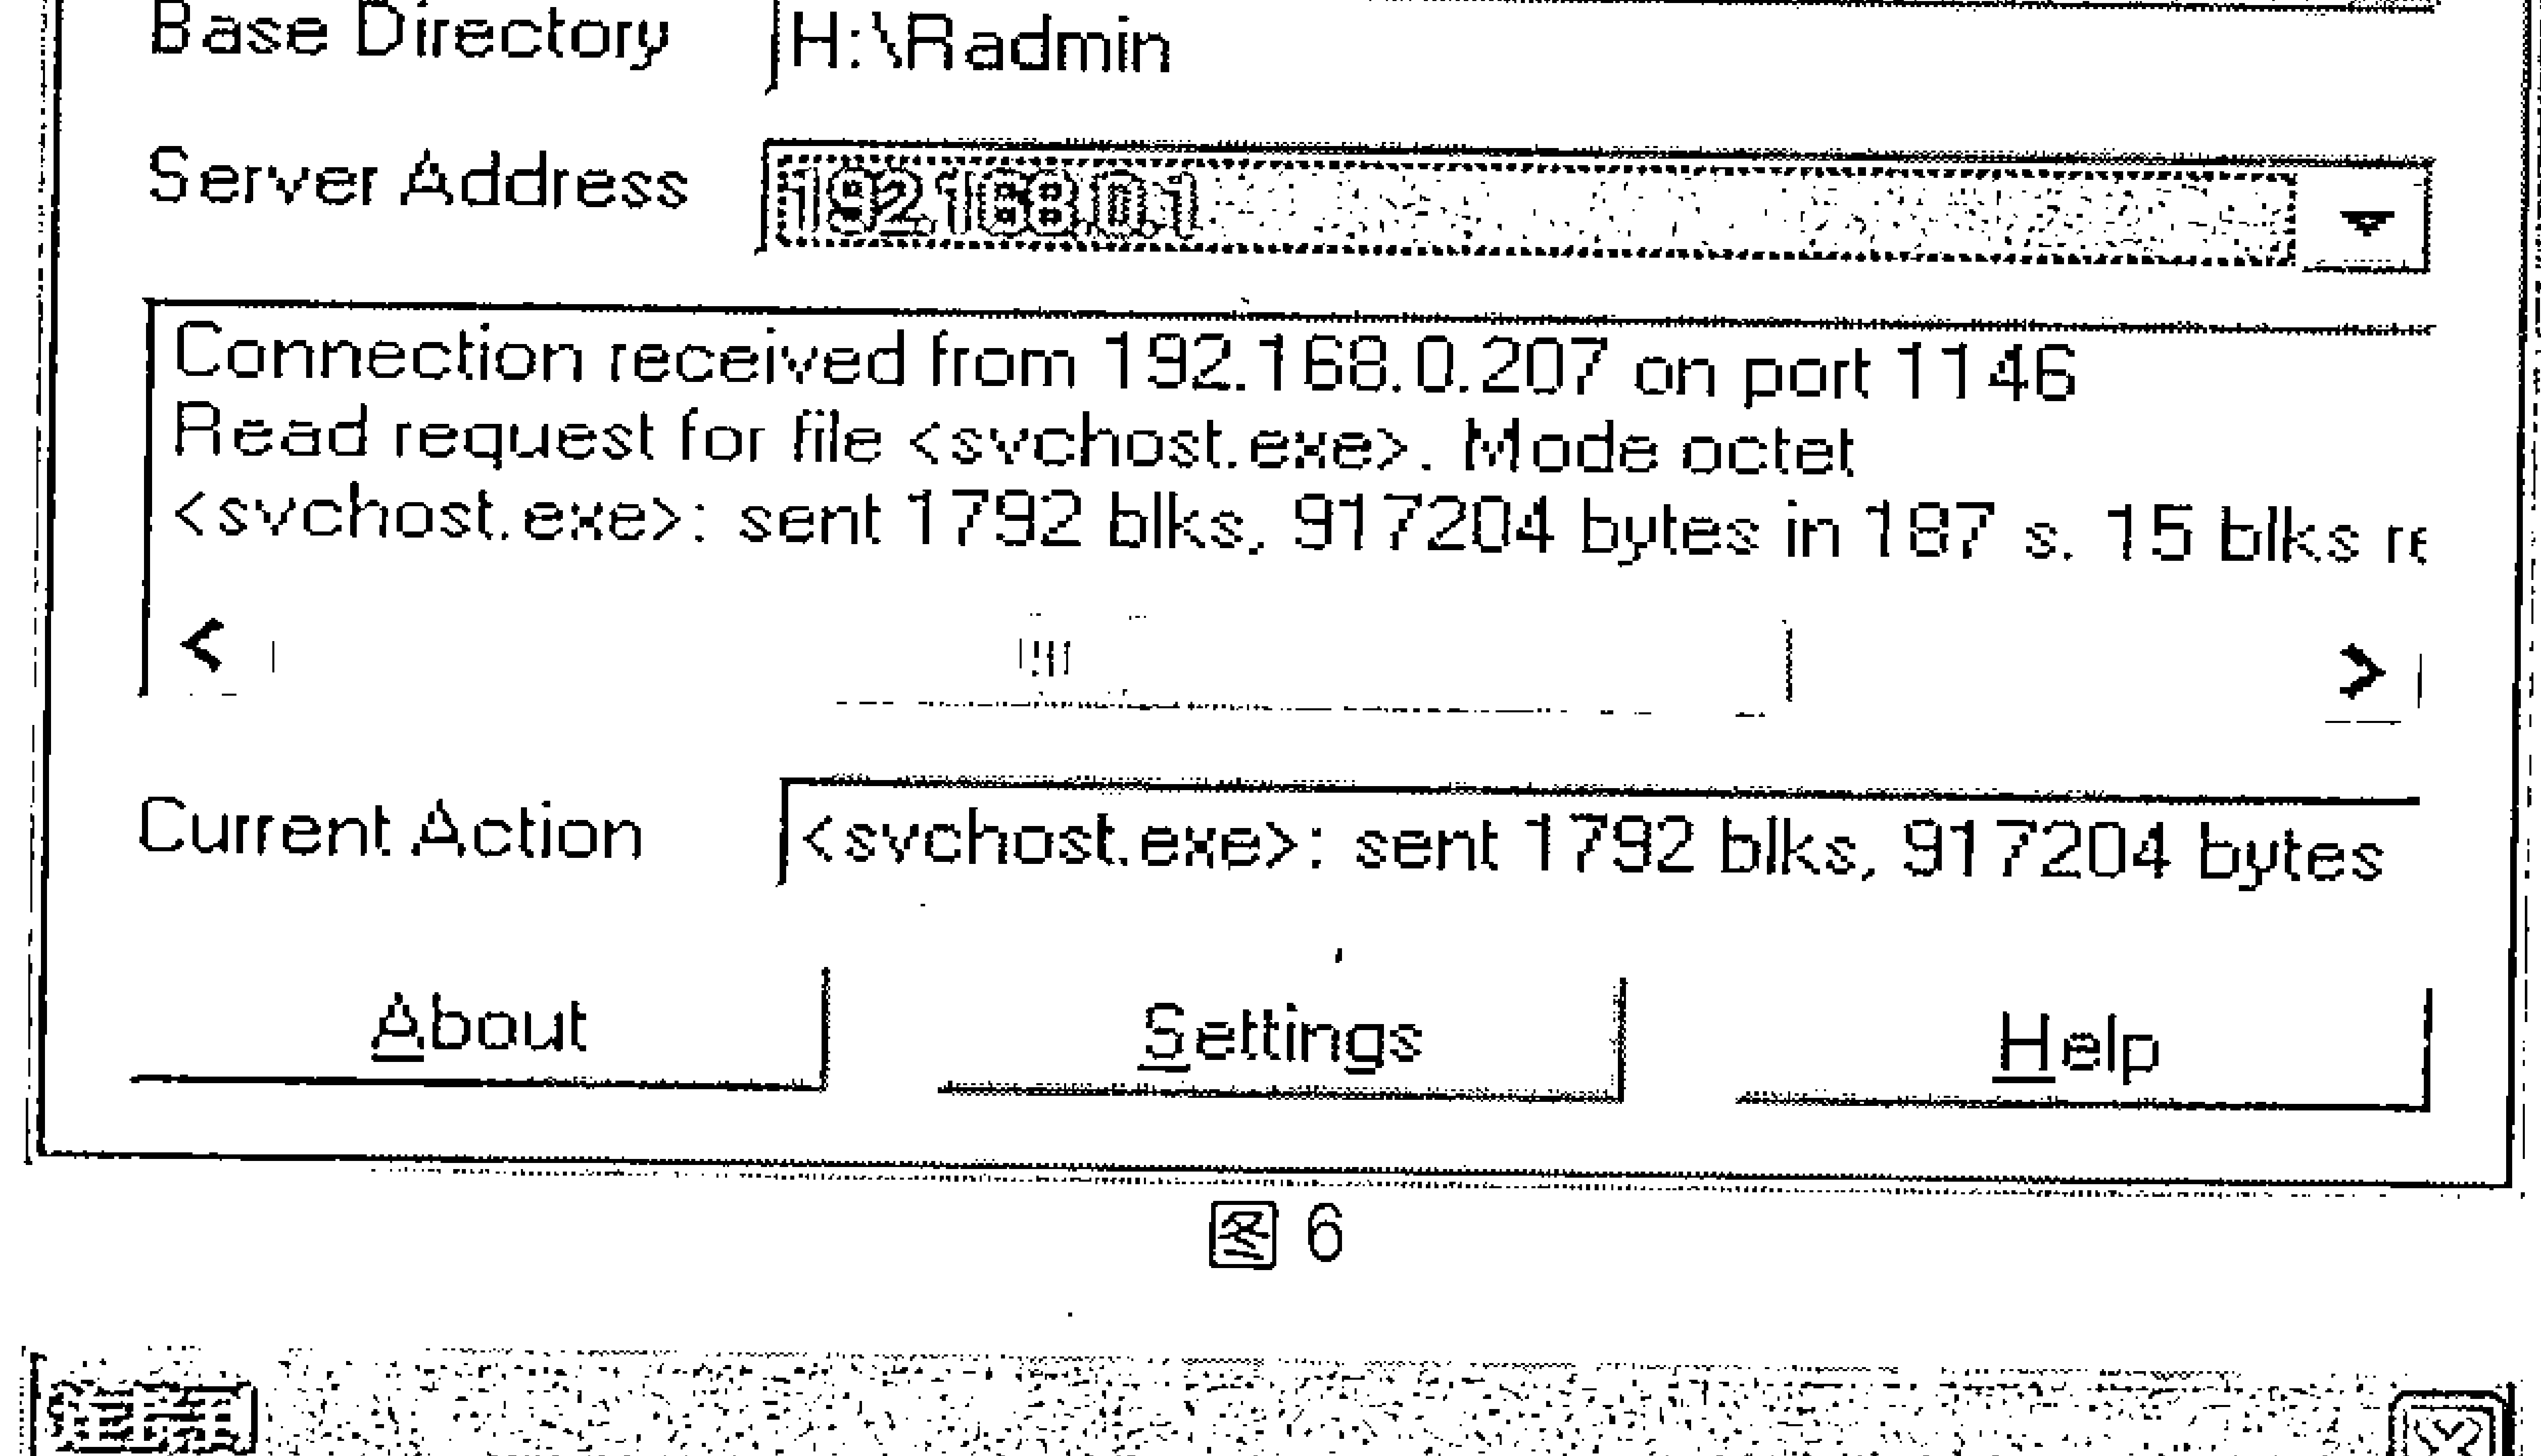 Base Directory H:\Radmin
Server Address 192.168.0.1
Connection received from 192.168.0.207 on port 1146
Read request for file <svchost.exe>. Mode octet
<svchost.exe>: sent 1792 blks, 917204 bytes in 187 s. 15 blks re
Current Action <svchost.exe>: sent 1792 blks, 917204 bytes
About Settings Help
图 6